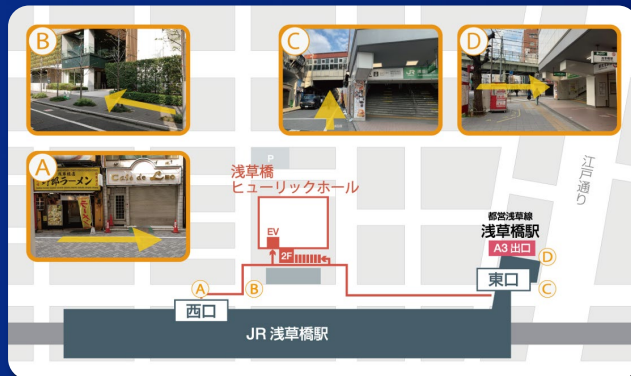 B
C
D
A
ラーメン
Café de
P
浅草橋
ヒューリックホール
EV
2F
江戸通り
都営浅草線
浅草橋駅
A3 出口
D
東口
C
A
B
西口
JR 浅草橋駅